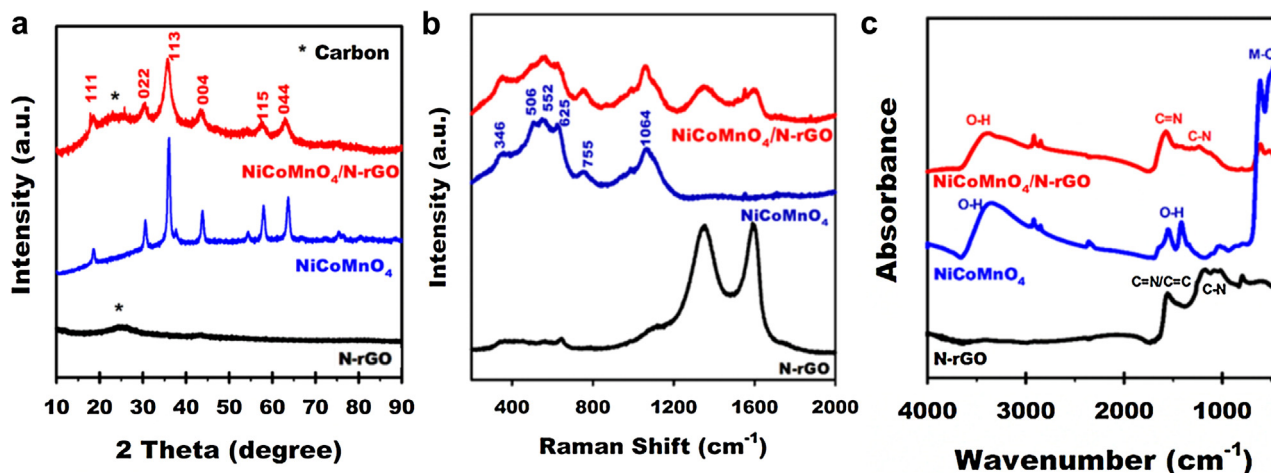 a
* Carbon
111
*
022
113
004
115
044
NiCoMnO₄/N-rGO
NiCoMnO₄
*
N-rGO
Intensity (a.u.)
10 20 30 40 50 60 70 80 90
2 Theta (degree)
b
346
506
552
625
755
1064
NiCoMnO₄/N-rGO
NiCoMnO₄
N-rGO
Intensity (a.u.)
400 800 1200 1600 2000
Raman Shift (cm⁻¹)
c
M-O
O-H
C=N
C-N
NiCoMnO₄/N-rGO
O-H
O-H
NiCoMnO₄
C=N/C=C
C-N
N-rGO
Absorbance
4000 3000 2000 1000
Wavenumber (cm⁻¹)